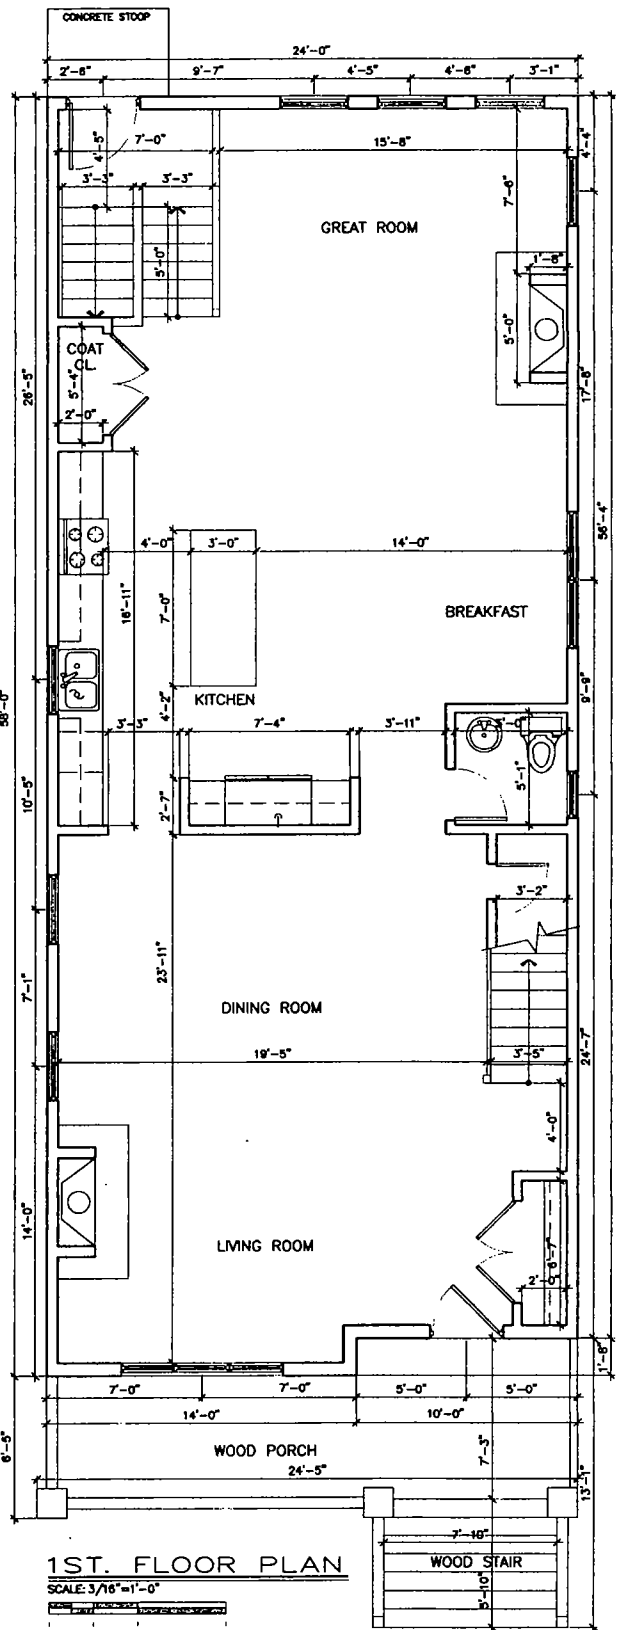 CONCRETE STOOP
24'-0"
2'-6" 9'-7" 4'-5" 4'-6" 3'-1"
4'-5" 7'-0" 15'-8" 4'-4"
3'-3" 3'-3" 7'-6"
GREAT ROOM
5'-0" 1'-8"
5'-0"
COAT
CL.
5'-4"
2'-0"
26'-5" 17'-8"
56'-4"
4'-0" 3'-0" 14'-0"
16'-11" 7'-0"
BREAKFAST
KITCHEN
58'-0" 4'-2" 9'-9"
3'-3" 7'-4" 3'-11"
5'-1"
10'-5" 2'-7"
3'-2"
23'-11"
7'-1"
DINING ROOM
19'-5" 3'-5" 24'-7"
4'-0"
14'-0"
LIVING ROOM
6'-7"
2'-0"
1'-8"
7'-0" 7'-0" 5'-0" 5'-0"
14'-0" 10'-0"
6'-5" WOOD PORCH 7'-3"
24'-5" 13'-1"
7'-10"
1ST. FLOOR PLAN WOOD STAIR
SCALE: 3/16"=1'-0"
5'-10"